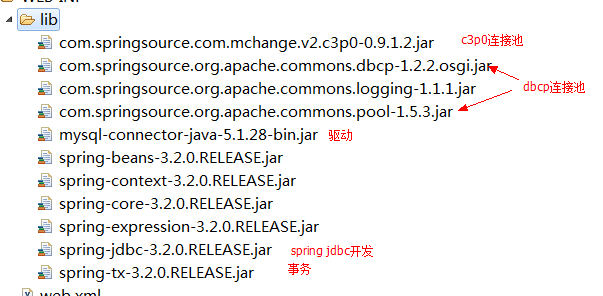 lib
com.springsource.com.mchange.v2.c3p0-0.9.1.2.jar c3p0连接池
com.springsource.org.apache.commons.dbcp-1.2.2.osgi.jar
com.springsource.org.apache.commons.logging-1.1.1.jar dbcp连接池
com.springsource.org.apache.commons.pool-1.5.3.jar
mysql-connector-java-5.1.28-bin.jar 驱动
spring-beans-3.2.0.RELEASE.jar
spring-context-3.2.0.RELEASE.jar
spring-core-3.2.0.RELEASE.jar
spring-expression-3.2.0.RELEASE.jar
spring-jdbc-3.2.0.RELEASE.jar spring jdbc开发
spring-tx-3.2.0.RELEASE.jar 事务